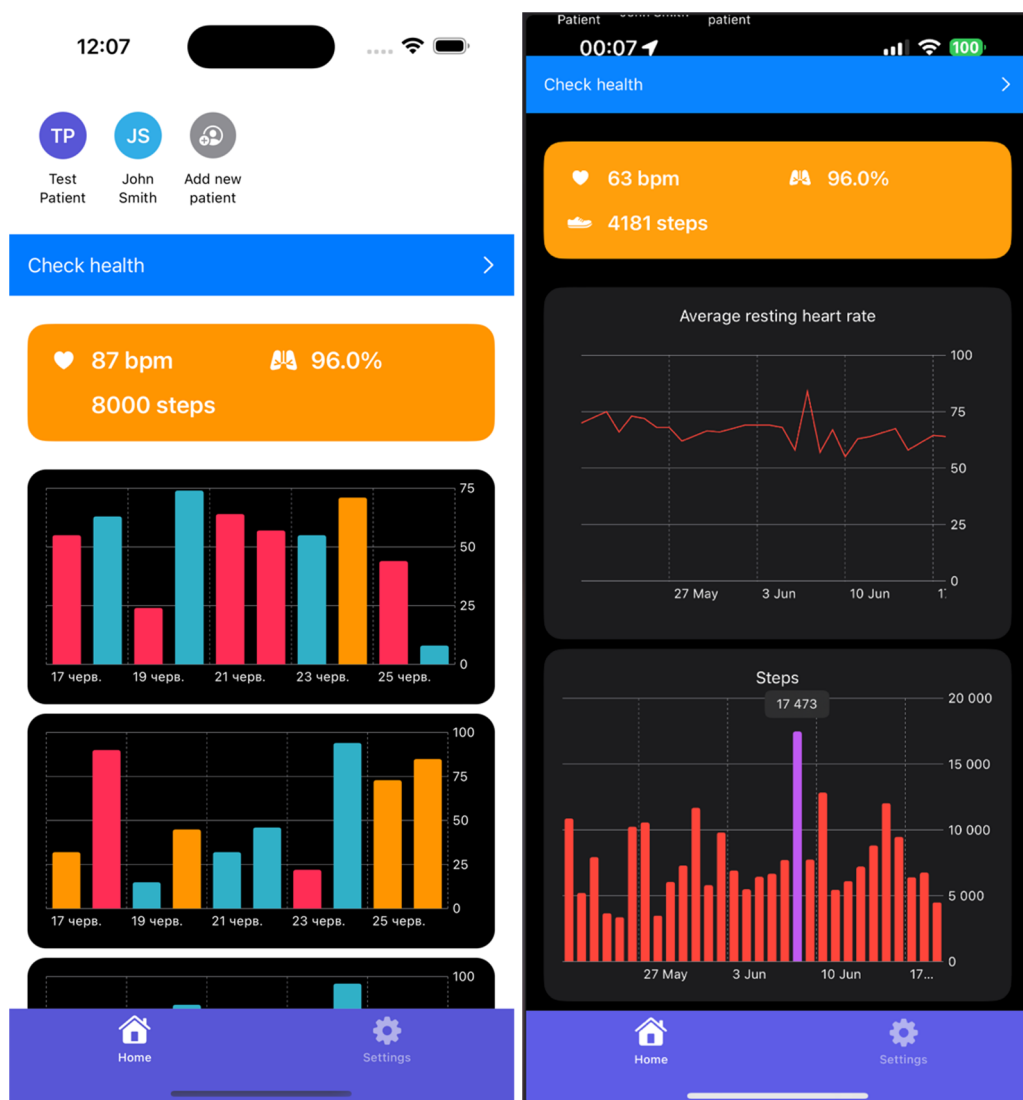 12:07
TP
JS
Test
Patient
John
Smith
Add new
patient
Check health
87 bpm
96.0%
8000 steps
75
50
25
0
17 черв.
19 черв.
21 черв.
23 черв.
25 черв.
100
75
50
25
0
17 черв.
19 черв.
21 черв.
23 черв.
25 черв.
100
Home
Settings
Patient
John Smith
patient
00:07
100
Check health
63 bpm
96.0%
4181 steps
Average resting heart rate
100
75
50
25
0
27 May
3 Jun
10 Jun
17
Steps
17 473
20 000
15 000
10 000
5 000
0
27 May
3 Jun
10 Jun
17...
Home
Settings